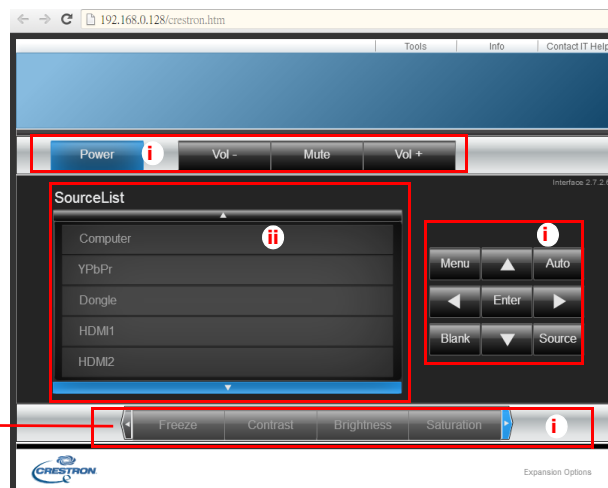 192.168.0.128/crestron.htm
Tools Info Contact IT Help
Power i Vol - Mute Vol +
Interface 2.7.2.6
SourceList
ii
i
Computer
YPbPr
Dongle
HDMI1
HDMI2
Menu Auto
Enter
Blank Source
Freeze Contrast Brightness Saturation i
CRESTRON
Expansion Options